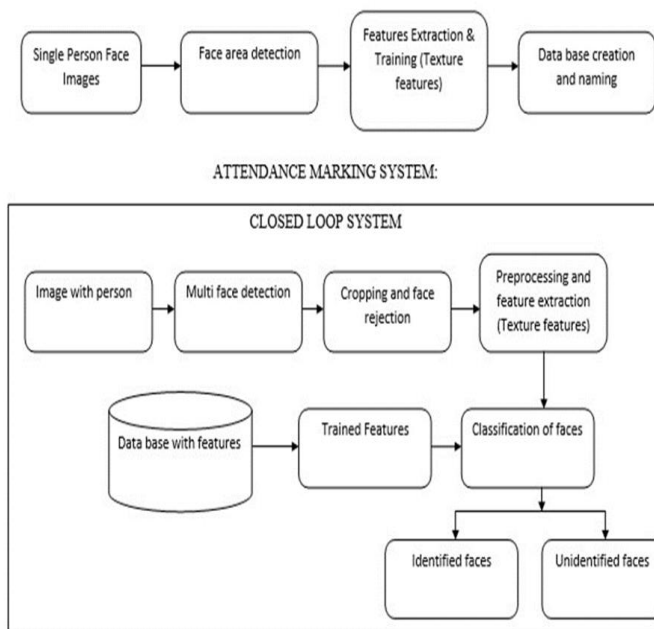 Single Person Face
Images
Face area detection
Features Extraction &
Training (Texture
features)
Data base creation
and naming
ATTENDANCE MARKING SYSTEM:
CLOSED LOOP SYSTEM
Image with person
Multi face detection
Cropping and face
rejection
Preprocessing and
feature extraction
(Texture features)
Data base with features
Trained Features
Classification of faces
Identified faces
Unidentified faces